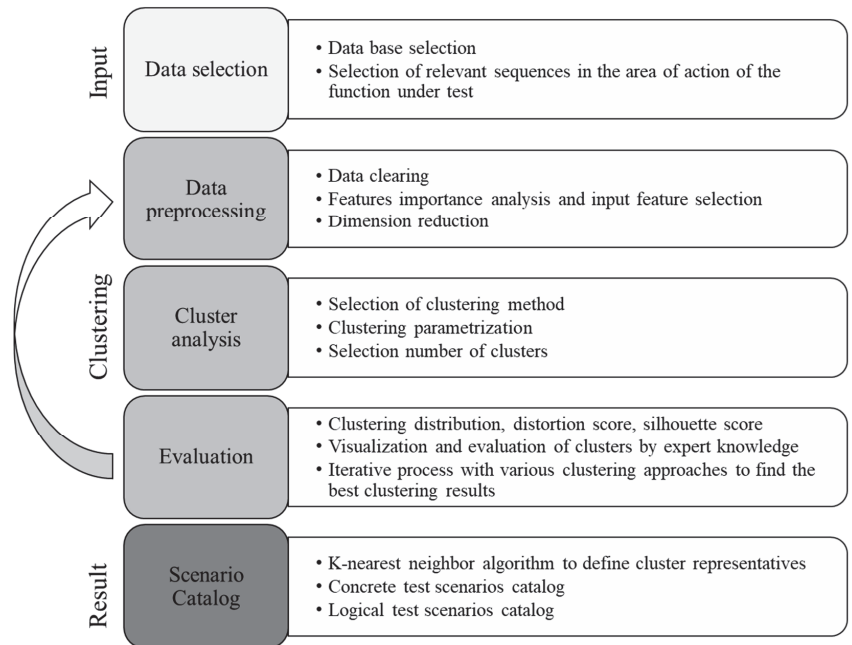 Input
Data selection
• Data base selection
• Selection of relevant sequences in the area of action of the
function under test
Data
preprocessing
• Data clearing
• Features importance analysis and input feature selection
• Dimension reduction
Clustering
Cluster
analysis
• Selection of clustering method
• Clustering parametrization
• Selection number of clusters
Evaluation
• Clustering distribution, distortion score, silhouette score
• Visualization and evaluation of clusters by expert knowledge
• Iterative process with various clustering approaches to find the
best clustering results
Result
Scenario
Catalog
• K-nearest neighbor algorithm to define cluster representatives
• Concrete test scenarios catalog
• Logical test scenarios catalog